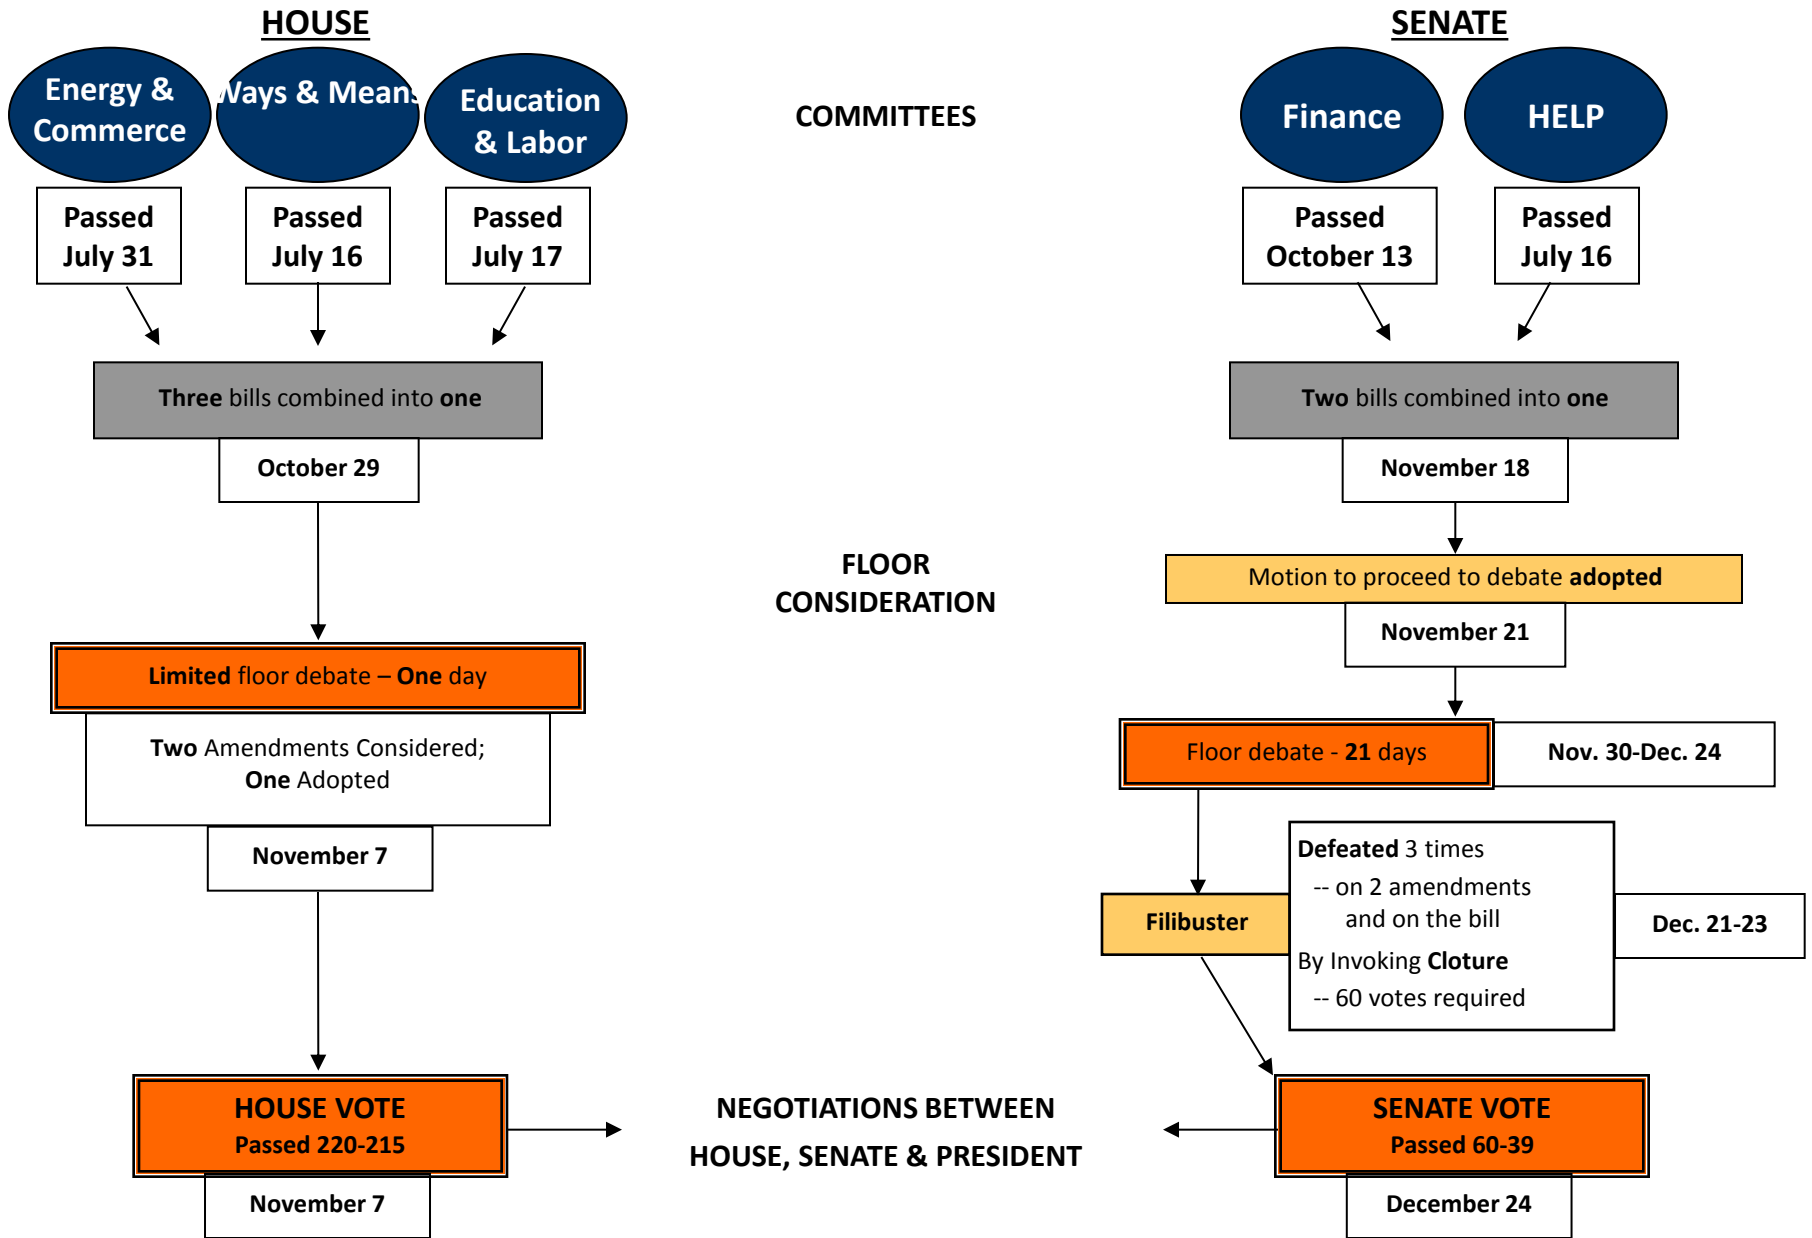 HOUSE
SENATE
Energy &
Commerce
Ways & Means
Education
& Labor
COMMITTEES
Finance
HELP
Passed
July 31
Passed
July 16
Passed
July 17
Passed
October 13
Passed
July 16
Three bills combined into one
October 29
Two bills combined into one
November 18
FLOOR
CONSIDERATION
Motion to proceed to debate adopted
November 21
Limited floor debate – One day
Two Amendments Considered;
One Adopted
November 7
Floor debate - 21 days
Nov. 30-Dec. 24
Filibuster
Defeated 3 times
-- on 2 amendments
and on the bill
By Invoking Cloture
-- 60 votes required
Dec. 21-23
HOUSE VOTE
Passed 220-215
November 7
NEGOTIATIONS BETWEEN
HOUSE, SENATE & PRESIDENT
SENATE VOTE
Passed 60-39
December 24